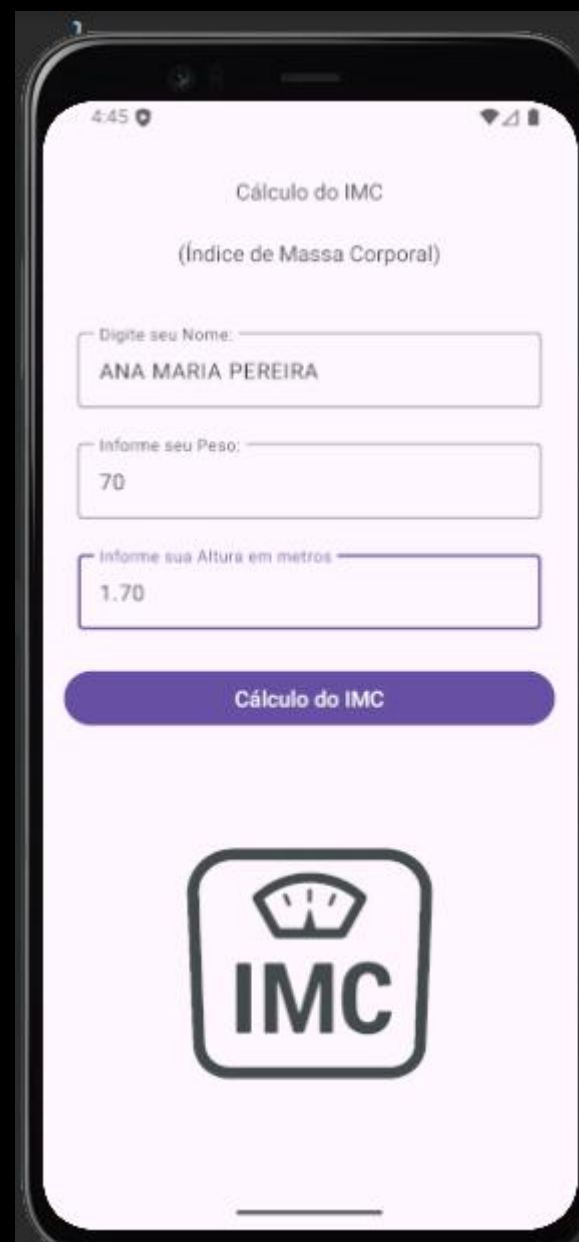 4:45
Cálculo do IMC
(Índice de Massa Corporal)
Digite seu Nome:
ANA MARIA PEREIRA
Informe seu Peso:
70
Informe sua Altura em metros
1.70
Cálculo do IMC
IMC